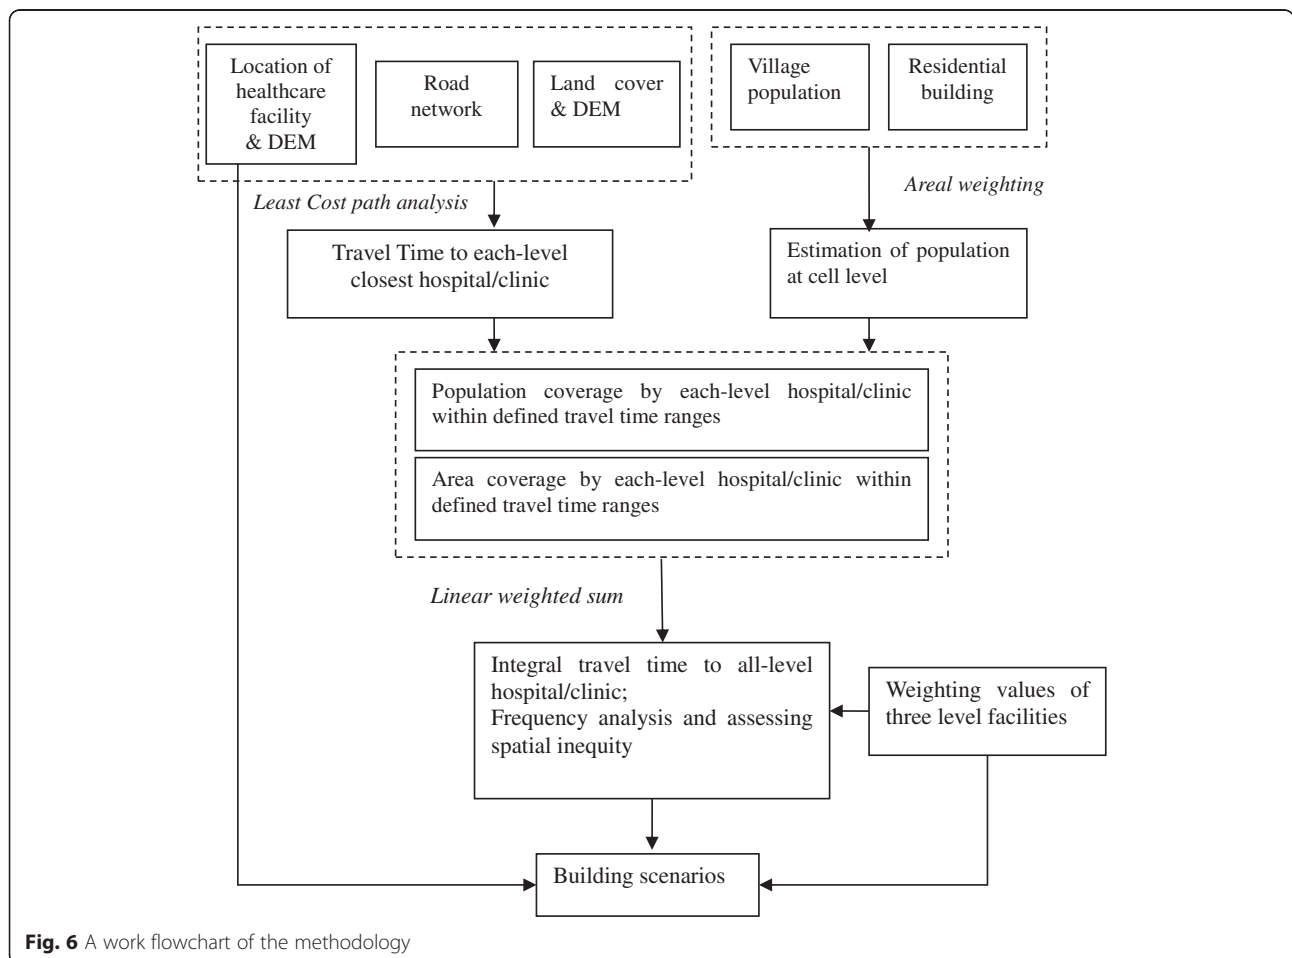 Location of
healthcare
facility
& DEM
Road
network
Land cover
& DEM
Village
population
Residential
building
Least Cost path analysis
Areal weighting
Travel Time to each-level
closest hospital/clinic
Estimation of population
at cell level
Population coverage by each-level hospital/clinic
within defined travel time ranges
Area coverage by each-level hospital/clinic within
defined travel time ranges
Linear weighted sum
Integral travel time to all-level
hospital/clinic;
Frequency analysis and assessing
spatial inequity
Weighting values of
three level facilities
Building scenarios
Fig. 6 A work flowchart of the methodology